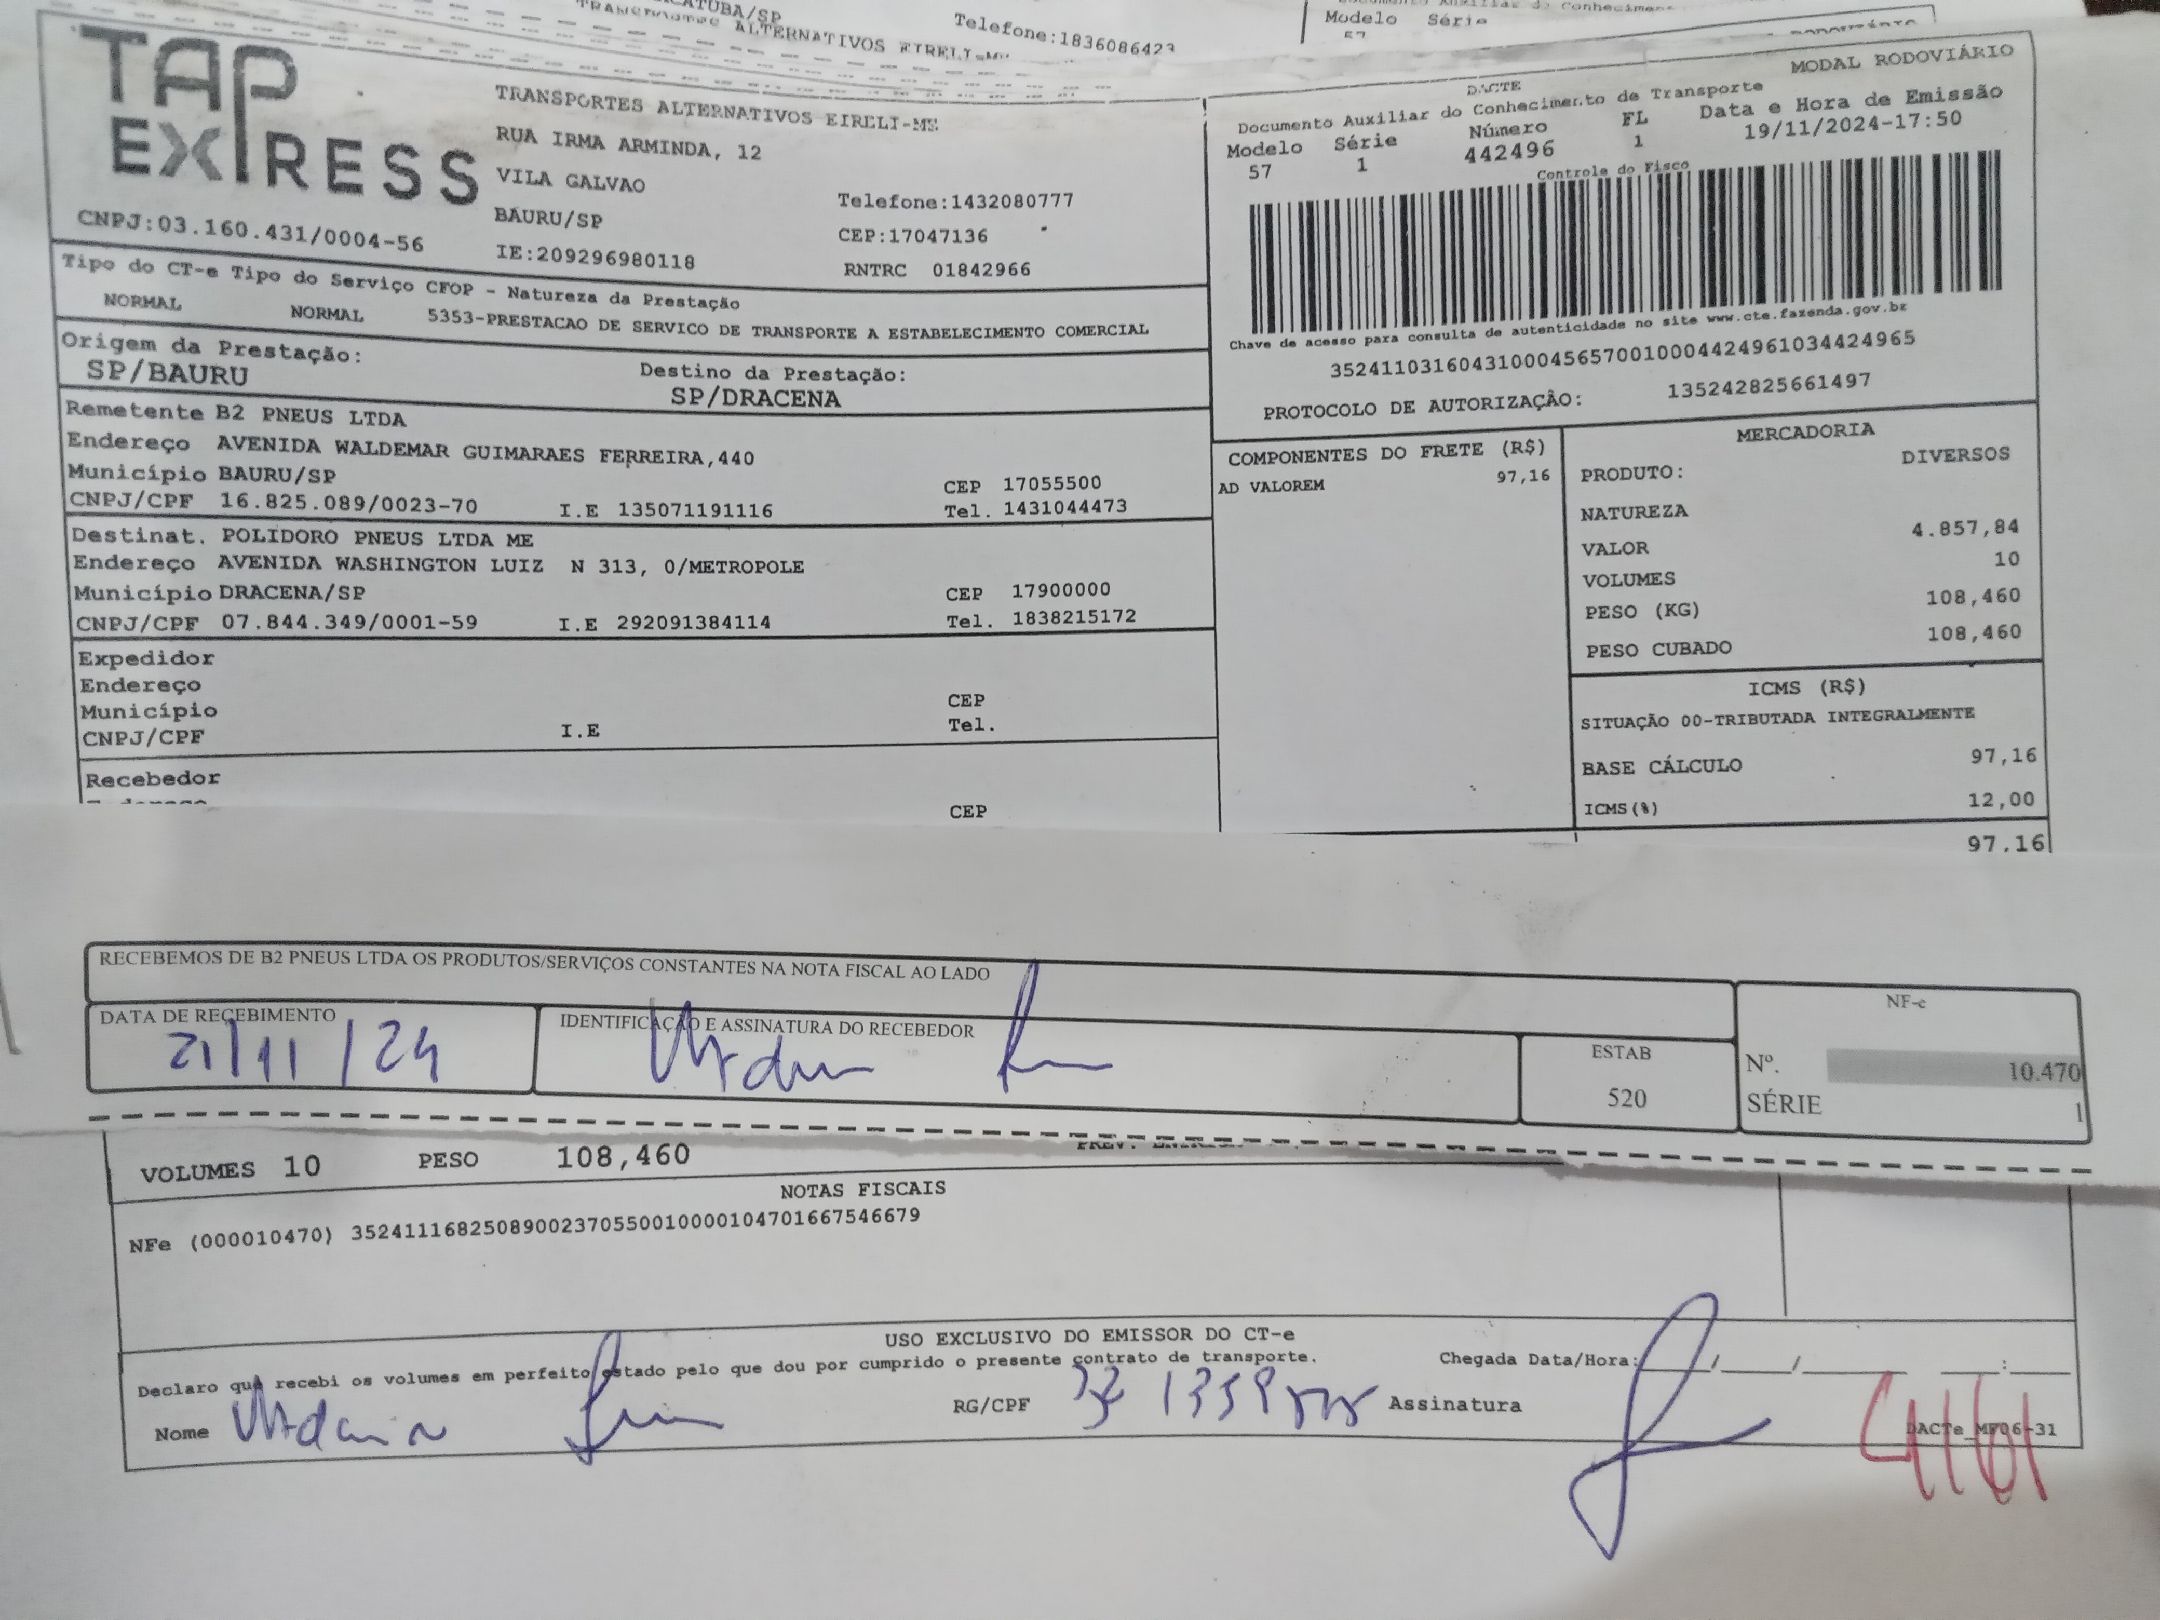 ATUBA/SP
Telefone:1836086423
ALTERNATIVOS EIRELI-ME
Modelo Série
57
TAP
EXPRESS
CNPJ:03.160.431/0004-56
TRANSPORTES ALTERNATIVOS EIRELI-ME
RUA IRMA ARMINDA, 12
VILA GALVAO
BAURU/SP
IE:209296980118
Telefone:1432080777
CEP:17047136
RNTRC 01842966
MODAL RODOVIÁRIO
DACTE
Documento Auxiliar do Conhecimento de Transporte
Modelo Série Número FL Data e Hora de Emissão
57 1 442496 1 19/11/2024-17:50
Controle do Fisco
Chave de acesso para consulta de autenticidade no site www.cte.fazenda.gov.bz
35241103160431000456570010004424961034424965
PROTOCOLO DE AUTORIZAÇÃO: 135242825661497
Tipo do CT-e Tipo do Serviço CFOP - Natureza da Prestação
NORMAL NORMAL 5353-PRESTACAO DE SERVICO DE TRANSPORTE A ESTABELECIMENTO COMERCIAL
Origem da Prestação: Destino da Prestação:
SP/BAURU SP/DRACENA
Remetente B2 PNEUS LTDA
Endereço AVENIDA WALDEMAR GUIMARAES FERREIRA,440
Município BAURU/SP CEP 17055500
CNPJ/CPF 16.825.089/0023-70 I.E 135071191116 Tel. 1431044473
Destinat. POLIDORO PNEUS LTDA ME
Endereço AVENIDA WASHINGTON LUIZ N 313, 0/METROPOLE
Município DRACENA/SP CEP 17900000
CNPJ/CPF 07.844.349/0001-59 I.E 292091384114 Tel. 1838215172
Expedidor
Endereço
Município CEP
CNPJ/CPF I.E Tel.
Recebedor
Endereço CEP
COMPONENTES DO FRETE (R$)
AD VALOREM 97,16
MERCADORIA
PRODUTO: DIVERSOS
NATUREZA
VALOR 4.857,84
VOLUMES 10
PESO (KG) 108,460
PESO CUBADO 108,460
ICMS (R$)
SITUAÇÃO 00-TRIBUTADA INTEGRALMENTE
BASE CÁLCULO 97,16
ICMS(%) 12,00
97,16
RECEBEMOS DE B2 PNEUS LTDA OS PRODUTOS/SERVIÇOS CONSTANTES NA NOTA FISCAL AO LADO
DATA DE RECEBIMENTO
21/11/24
IDENTIFICAÇÃO E ASSINATURA DO RECEBEDOR
ESTAB
520
NF-e
Nº. 10.470
SÉRIE 1
VOLUMES 10 PESO 108,460
NOTAS FISCAIS
NFe (000010470) 35241116825089002370550010000104701667546679
USO EXCLUSIVO DO EMISSOR DO CT-e
Declaro que recebi os volumes em perfeito estado pelo que dou por cumprido o presente contrato de transporte. Chegada Data/Hora: / / :
Nome RG/CPF Assinatura
DACTe_MF06-31